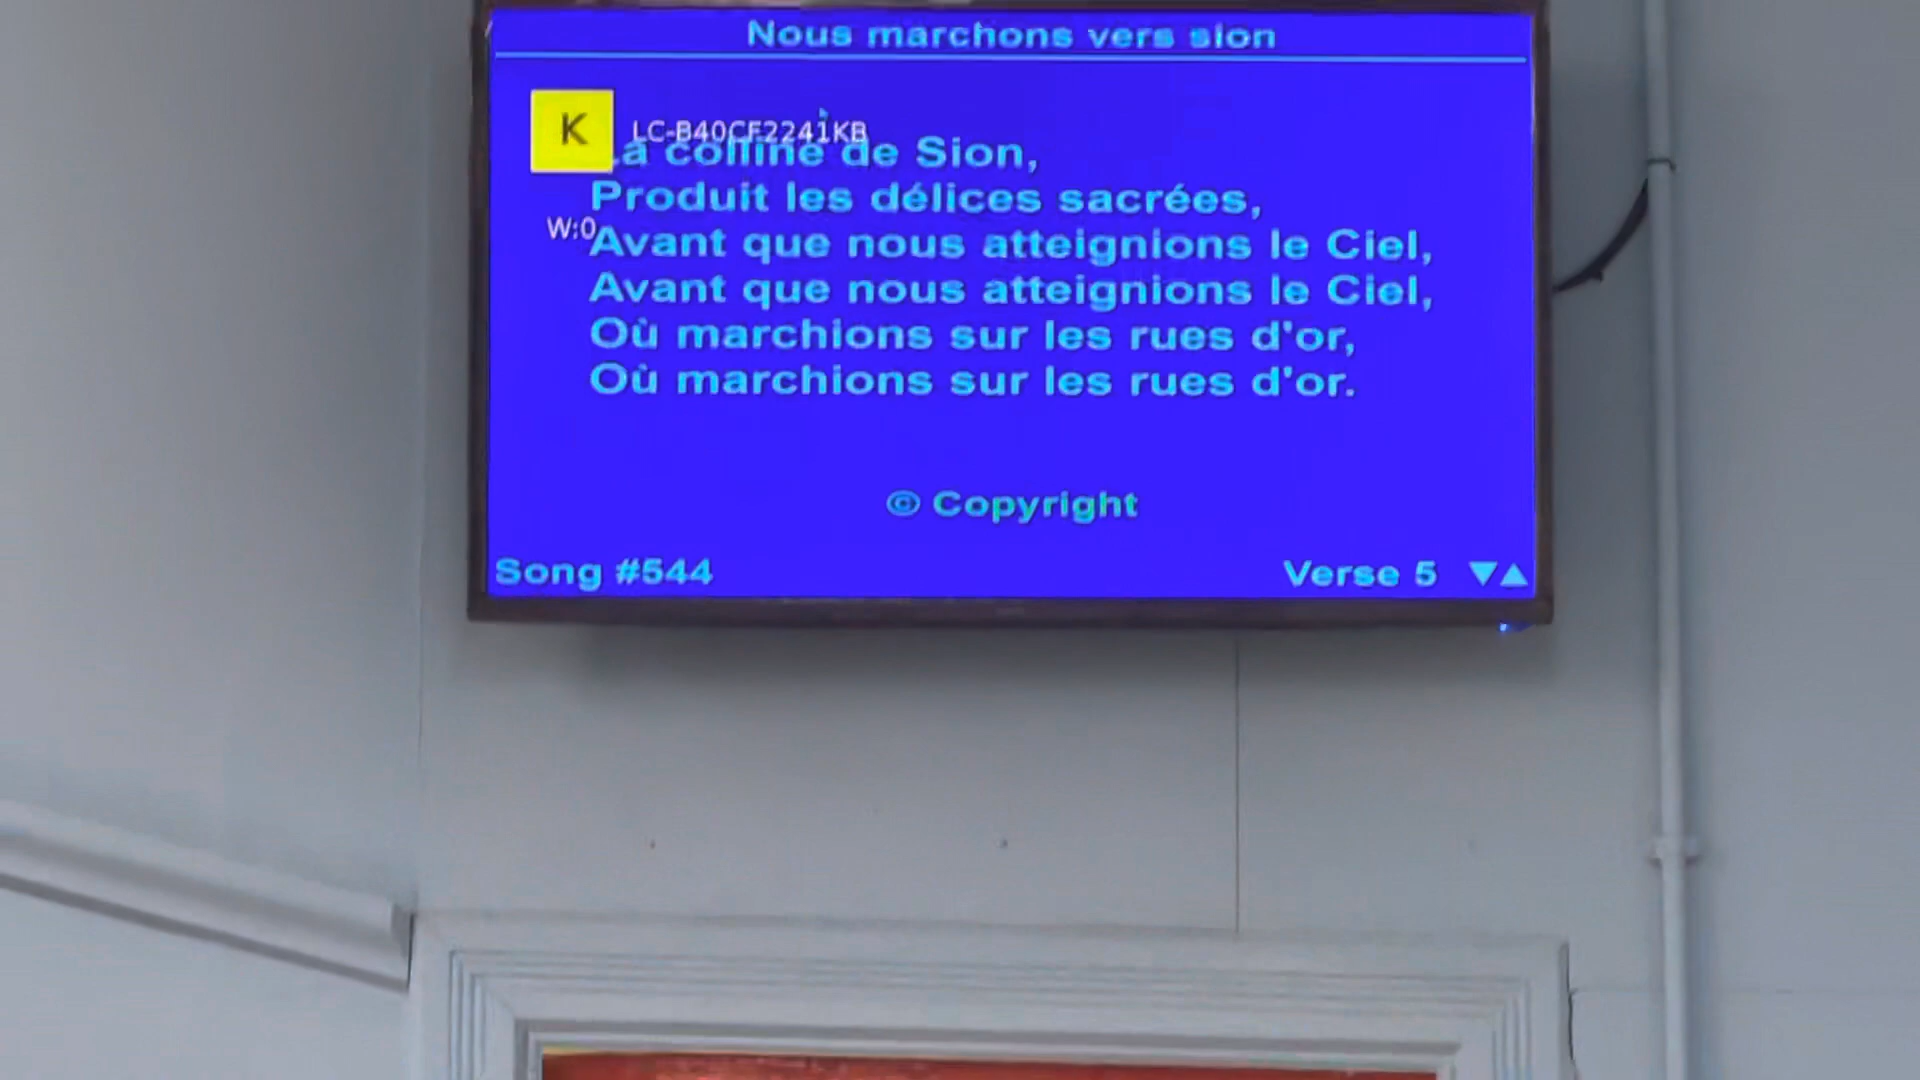 Nous marchons vers sion
K
LC-B40CF2241KB
La colline de Sion,
Produit les délices sacrées,
W:0
Avant que nous atteignions le Ciel,
Avant que nous atteignions le Ciel,
Où marchions sur les rues d'or,
Où marchions sur les rues d'or.
© Copyright
Song #544
Verse 5 ▼▲